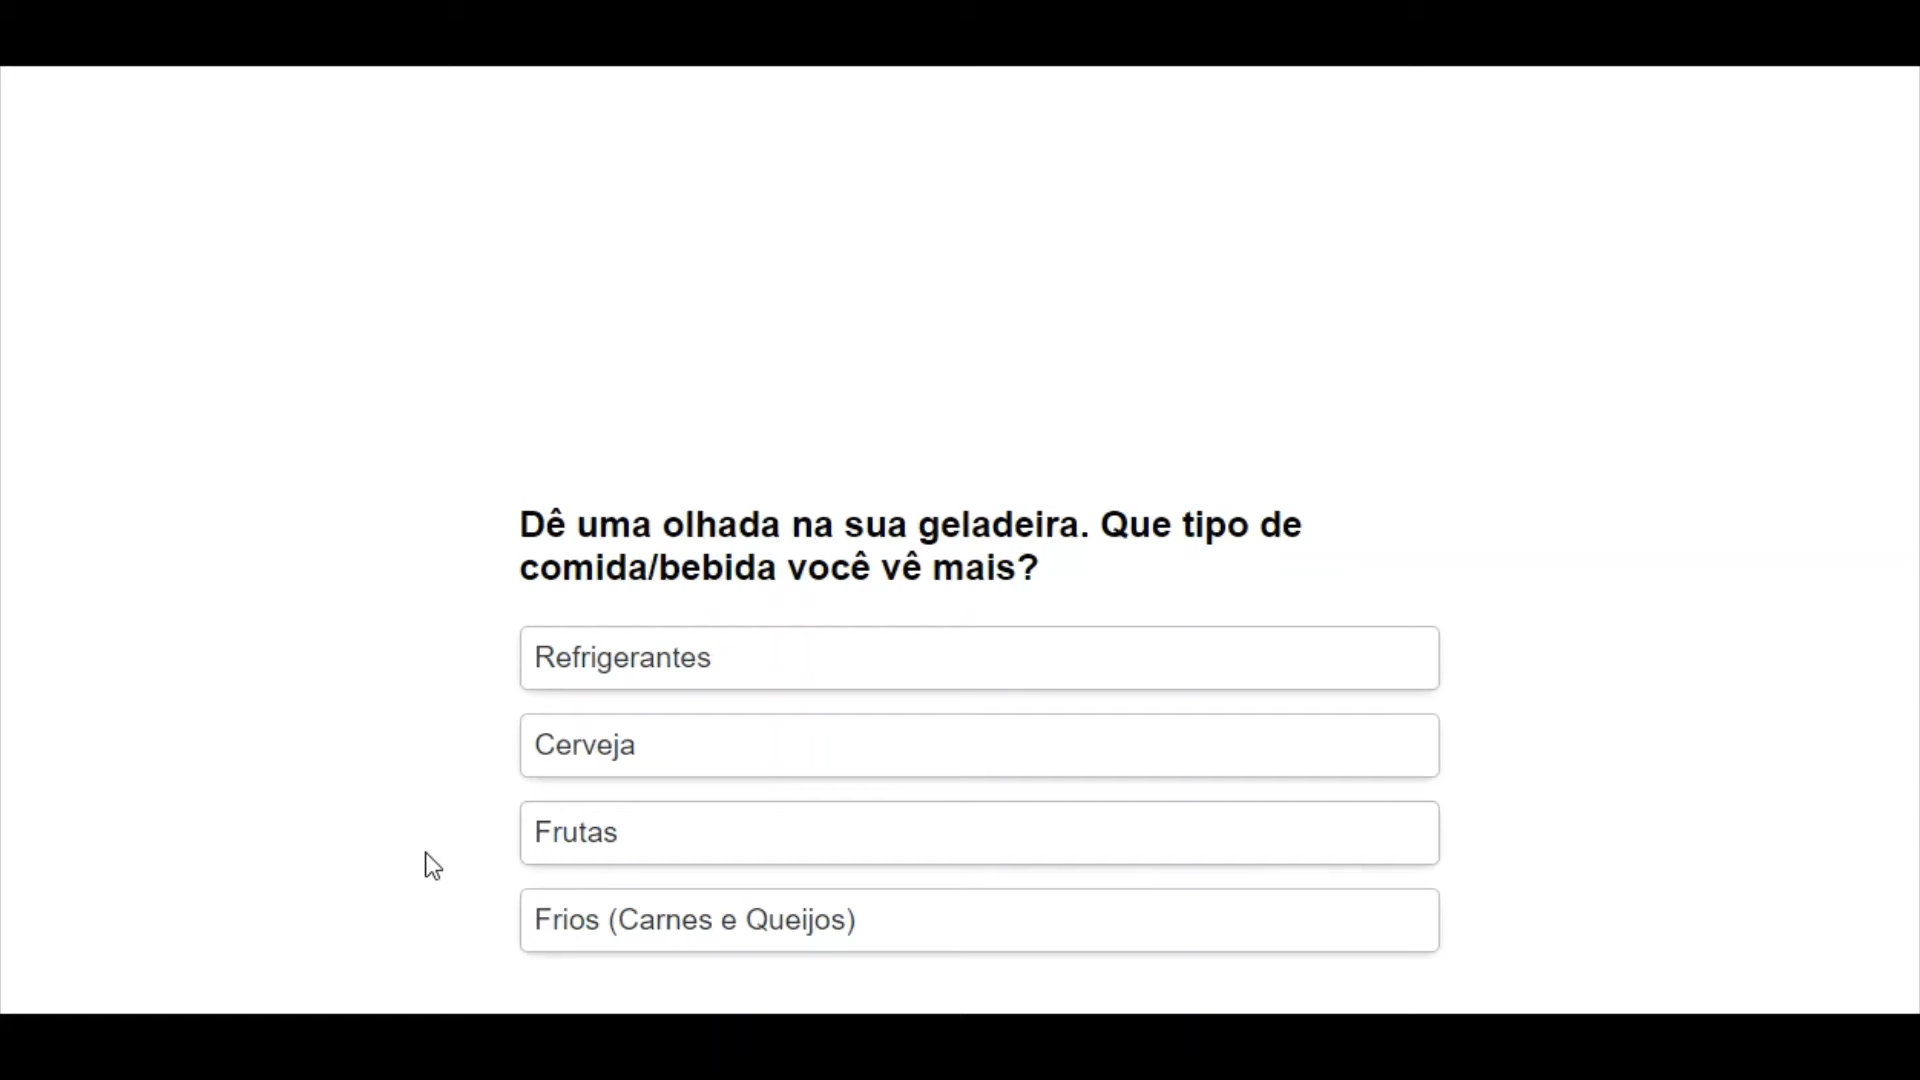 Dê uma olhada na sua geladeira. Que tipo de
comida/bebida você vê mais?
Refrigerantes
Cerveja
Frutas
Frios (Carnes e Queijos)